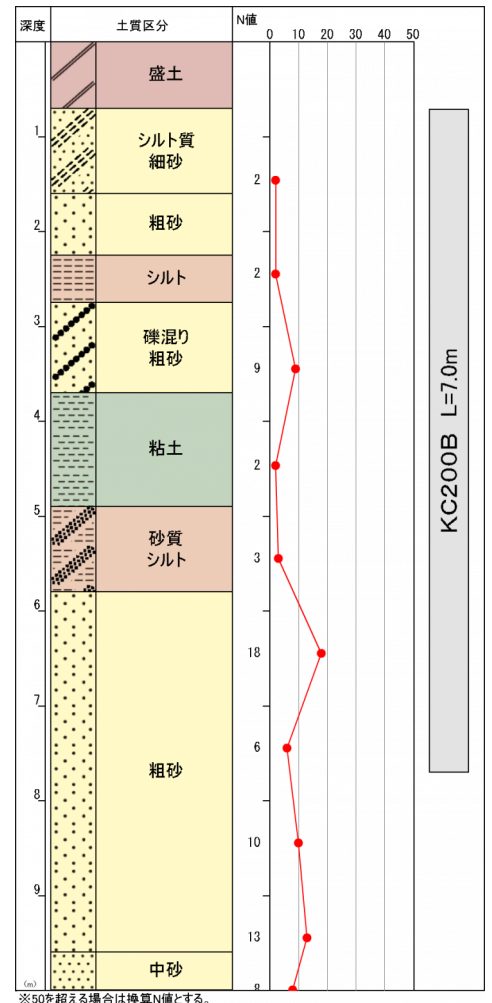 深度 土質区分 N値
0 10 20 30 40 50
盛土
1
シルト質
細砂
2
2
粗砂
2
シルト
3
礫混り
粗砂
9
4
粘土
2
5
砂質
シルト
3
6
18
7
粗砂
6
8
10
9
13
中砂
(m)
8
KC200B L=7.0m
※50を超える場合は換算N値とする。